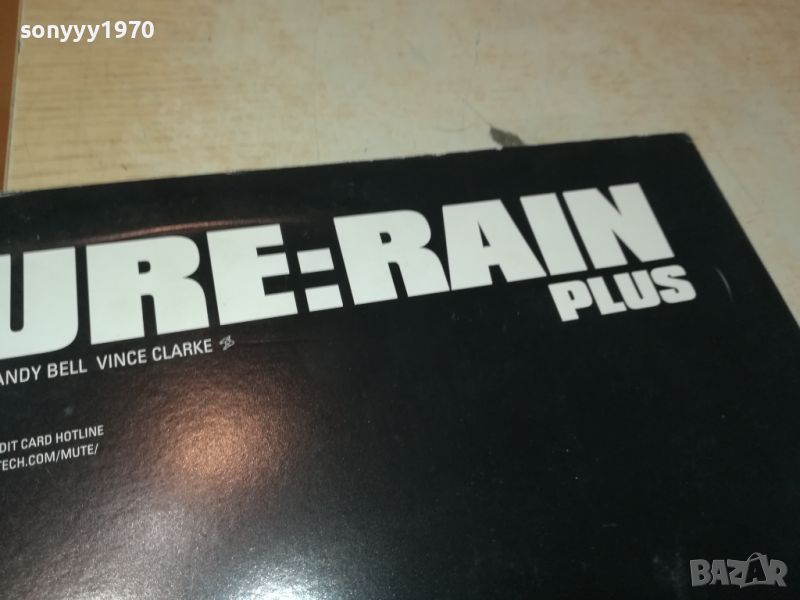 sonyyy1970
URE:RAIN
PLUS
ANDY BELL VINCE CLARKE
DIT CARD HOTLINE
TECH.COM/MUTE/
BAZAR